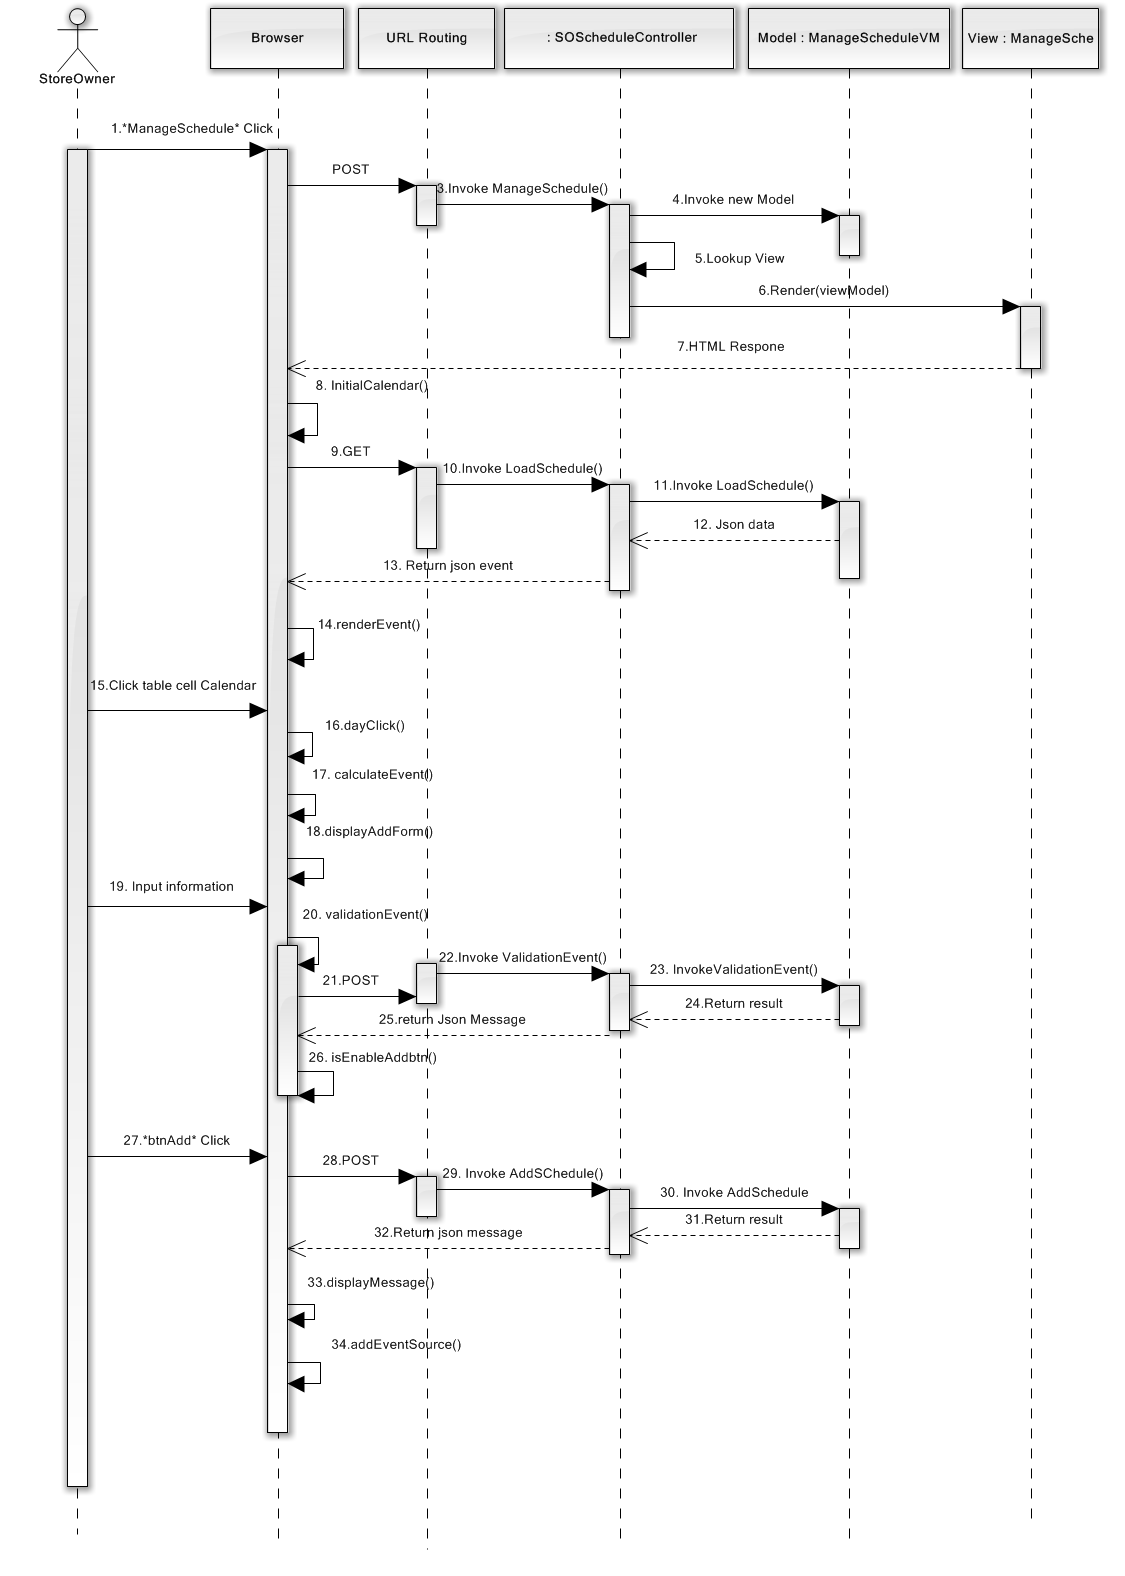 StoreOwner
Browser
URL Routing
: SOScheduleController
Model : ManageScheduleVM
View : ManageSche
1.*ManageSchedule* Click
POST
3.Invoke ManageSchedule()
4.Invoke new Model
5.Lookup View
6.Render(viewModel)
7.HTML Respone
8. InitialCalendar()
9.GET
10.Invoke LoadSchedule()
11.Invoke LoadSchedule()
12. Json data
13. Return json event
14.renderEvent()
15.Click table cell Calendar
16.dayClick()
17. calculateEvent()
18.displayAddForm()
19. Input information
20. validationEvent()
21.POST
22.Invoke ValidationEvent()
23. InvokeValidationEvent()
24.Return result
25.return Json Message
26. isEnableAddbtn()
27.*btnAdd* Click
28.POST
29. Invoke AddSChedule()
30. Invoke AddSchedule
31.Return result
32.Return json message
33.displayMessage()
34.addEventSource()